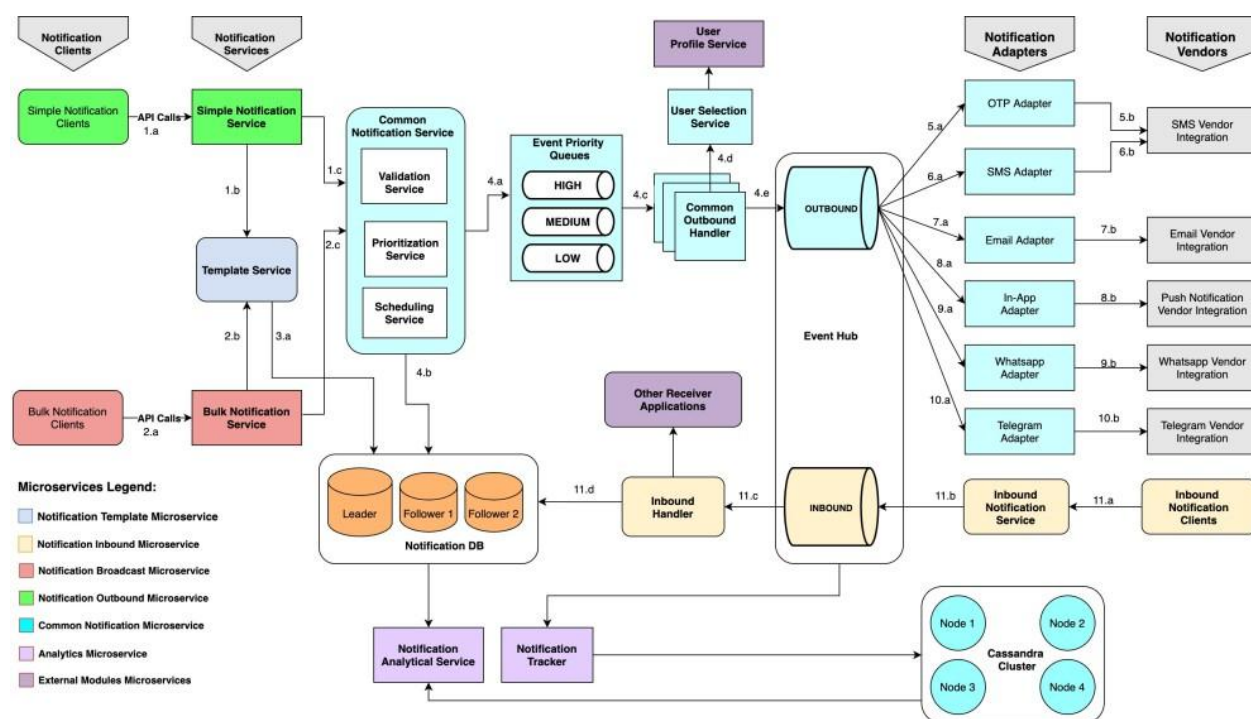 Notification
Clients
Notification
Services
Simple Notification
Clients
API Calls
1.a
Simple Notification
Service
1.b
1.c
Template Service
2.b
2.c
3.a
Bulk Notification
Clients
API Calls
2.a
Bulk Notification
Service
Common
Notification Service
Validation
Service
Prioritization
Service
Scheduling
Service
4.a
4.b
Event Priority
Queues
HIGH
MEDIUM
LOW
4.c
User
Profile Service
User Selection
Service
4.d
Common
Outbound
Handler
4.e
OUTBOUND
Event Hub
INBOUND
Notification
Adapters
Notification
Vendors
5.a
OTP Adapter
5.b
SMS Vendor
Integration
6.a
SMS Adapter
6.b
7.a
Email Adapter
7.b
Email Vendor
Integration
8.a
In-App
Adapter
8.b
Push Notification
Vendor Integration
9.a
Whatsapp
Adapter
9.b
Whatsapp Vendor
Integration
10.a
Telegram
Adapter
10.b
Telegram Vendor
Integration
Other Receiver
Applications
Leader
Follower 1
Follower 2
Notification DB
11.d
Inbound
Handler
11.c
11.b
Inbound
Notification
Service
11.a
Inbound
Notification
Clients
Microservices Legend:
Notification Template Microservice
Notification Inbound Microservice
Notification Broadcast Microservice
Notification Outbound Microservice
Common Notification Microservice
Analytics Microservice
External Modules Microservices
Notification
Analytical Service
Notification
Tracker
Node 1
Node 2
Cassandra
Cluster
Node 3
Node 4